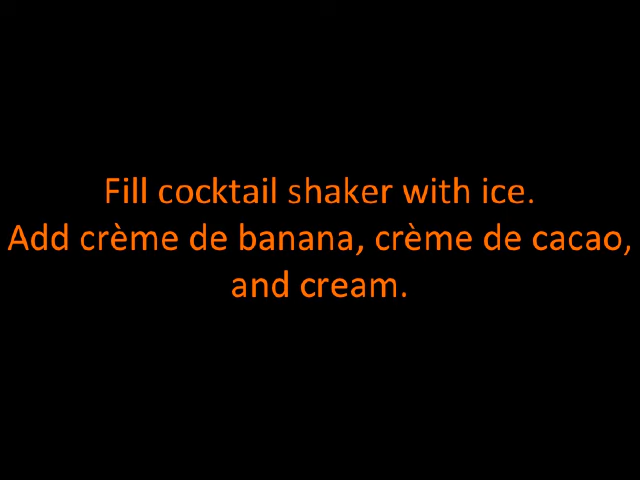 Fill cocktail shaker with ice.
Add crème de banana, crème de cacao,
and cream.